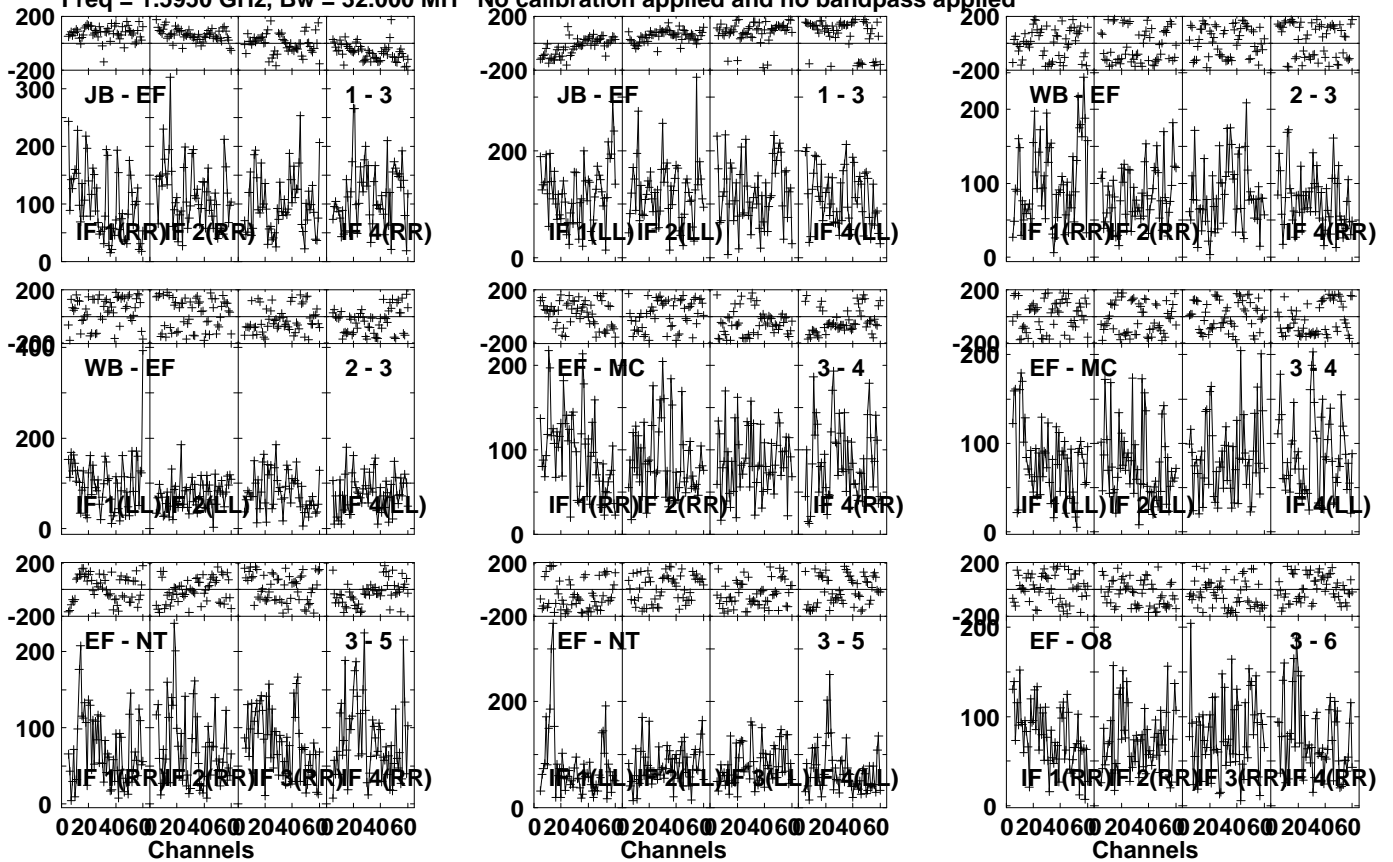 Freq = 1.5950 GHz, Bw = 32.000 MH No calibration applied and no bandpass applied
200
-200
300
200
100
0
JB - EF 1 - 3
IF 1(RR) IF 2(RR) IF 4(RR)
200
-200
200
0
JB - EF 1 - 3
IF 1(LL) IF 2(LL) IF 4(LL)
200
-200
200
100
0
WB - EF 2 - 3
IF 1(RR) IF 2(RR) IF 4(RR)
200
-200
400
200
0
WB - EF 2 - 3
IF 1(LL) IF 2(LL) IF 4(LL)
200
-200
200
100
0
EF - MC 3 - 4
IF 1(RR) IF 2(RR) IF 4(RR)
200
-200
200
100
0
EF - MC 3 - 4
IF 1(LL) IF 2(LL) IF 4(LL)
200
-200
200
100
0
EF - NT 3 - 5
IF 1(RR) IF 2(RR) IF 3(RR) IF 4(RR)
0 20 40 60 0 20 40 60 0 20 40 60 0 20 40 60
Channels
200
-200
200
0
EF - NT 3 - 5
IF 1(LL) IF 2(LL) IF 3(LL) IF 4(LL)
0 20 40 60 0 20 40 60 0 20 40 60 0 20 40 60
Channels
200
-200
200
100
0
EF - O8 3 - 6
IF 1(RR) IF 2(RR) IF 3(RR) IF 4(RR)
0 20 40 60 0 20 40 60 0 20 40 60 0 20 40 60
Channels